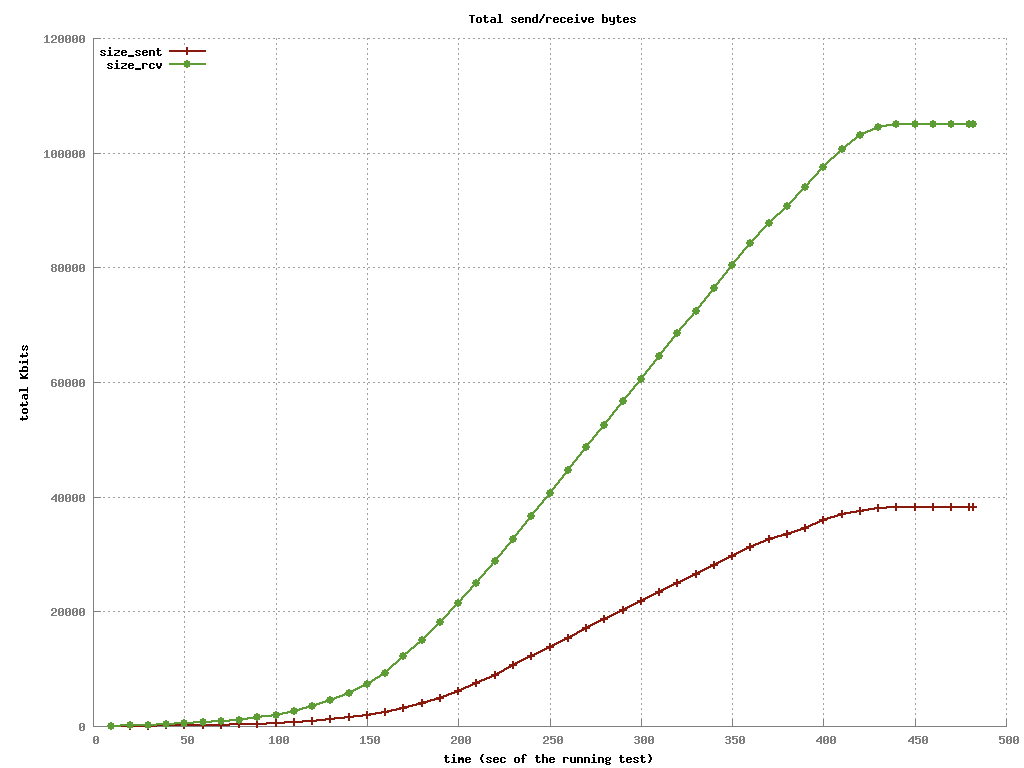 Total send/receive bytes
120000
size_sent
size_rcv
100000
80000
60000
total Kbits
40000
20000
0
0 50 100 150 200 250 300 350 400 450 500
time (sec of the running test)